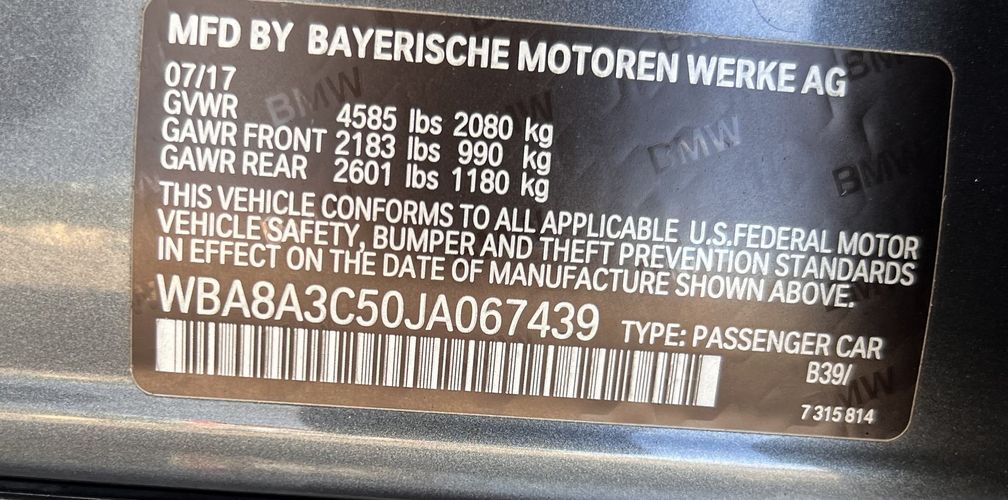 MFD BY BAYERISCHE MOTOREN WERKE AG
07/17
GVWR 4585 lbs 2080 kg
GAWR FRONT 2183 lbs 990 kg
GAWR REAR 2601 lbs 1180 kg
THIS VEHICLE CONFORMS TO ALL APPLICABLE U.S.FEDERAL MOTOR
VEHICLE SAFETY, BUMPER AND THEFT PREVENTION STANDARDS
IN EFFECT ON THE DATE OF MANUFACTURE SHOWN ABOVE.
WBA8A3C50JA067439 TYPE: PASSENGER CAR
B39/
7 315 814